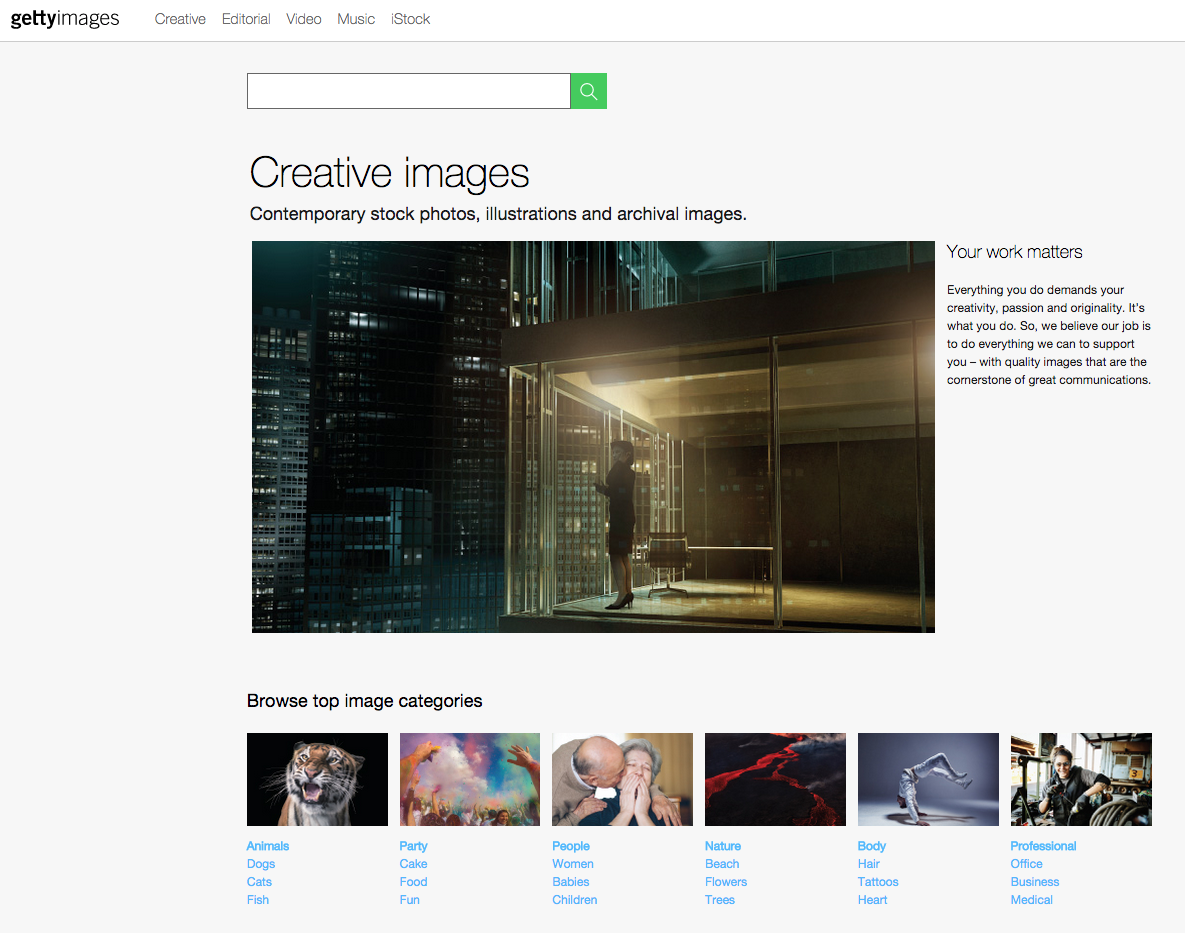 gettyimages Creative Editorial Video Music iStock
Creative images
Contemporary stock photos, illustrations and archival images.
Your work matters
Everything you do demands your
creativity, passion and originality. It's
what you do. So, we believe our job is
to do everything we can to support
you – with quality images that are the
cornerstone of great communications.
Browse top image categories
Animals
Dogs
Cats
Fish
Party
Cake
Food
Fun
People
Women
Babies
Children
Nature
Beach
Flowers
Trees
Body
Hair
Tattoos
Heart
3
Professional
Office
Business
Medical